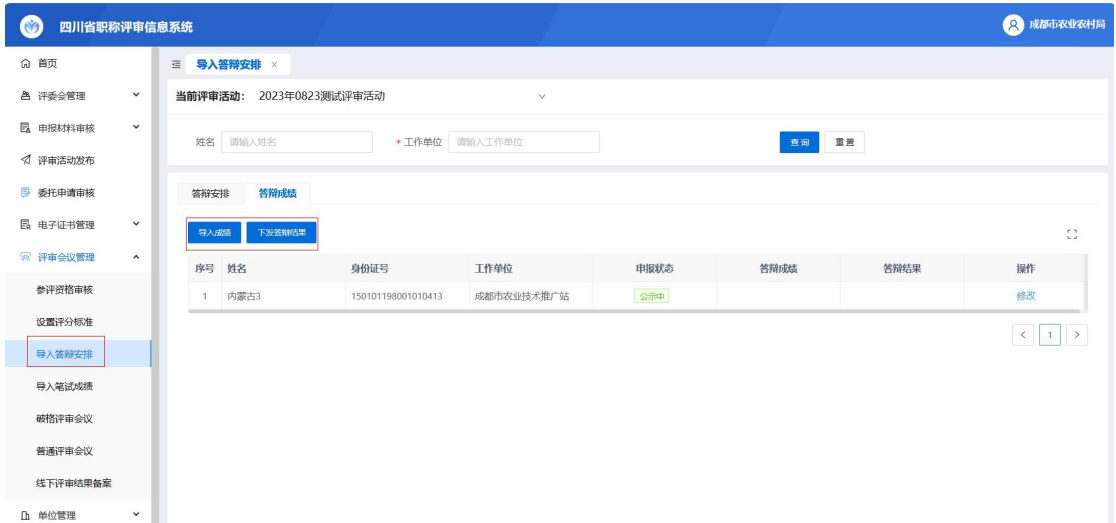 四川省职称评审信息系统
成都市农业农村局
首页
评委会管理
申报材料审核
评审活动发布
委托申请审核
电子证书管理
评审会议管理
参评资格审核
设置评分标准
导入答辩安排
导入笔试成绩
破格评审会议
普通评审会议
线下评审结果备案
单位管理
导入答辩安排 ×
当前评审活动: 2023年0823测试评审活动
姓名 请输入姓名 * 工作单位 请输入工作单位 查询 重置
答辩安排 答辩成绩
导入成绩 下发答辩结果
序号 姓名 身份证号 工作单位 申报状态 答辩成绩 答辩结果 操作
1 内蒙古3 150101198001010413 成都市农业技术推广站 公示中 修改
< 1 >